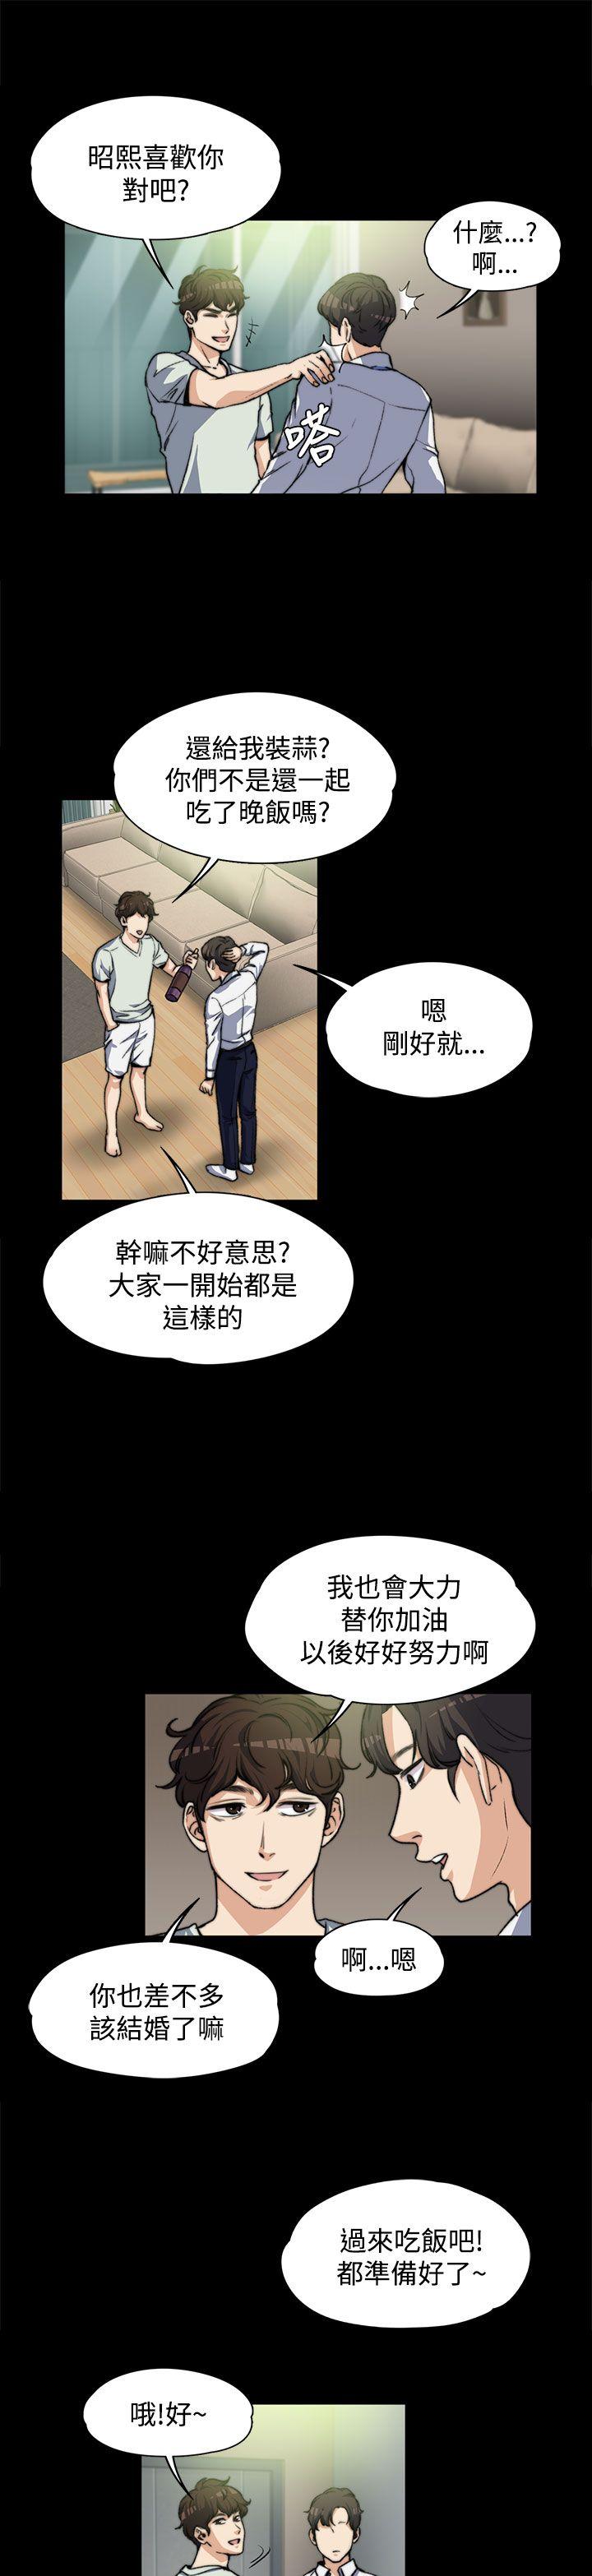 昭熙喜歡你
對吧?
什麼...?
啊...
嗒
還給我裝蒜?
你們不是還一起
吃了晚飯嗎?
嗯
剛好就...
幹嘛不好意思?
大家一開始都是
這樣的
我也會大力
替你加油
以後好好努力啊
啊...嗯
你也差不多
該結婚了嘛
過來吃飯吧!
都準備好了~
哦!好~